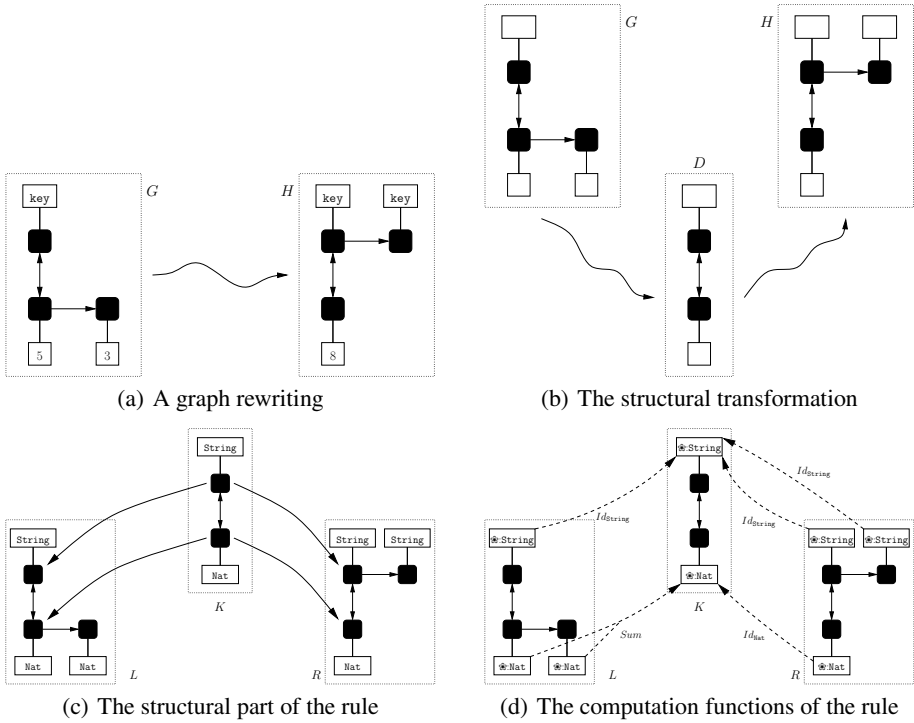 G
H
key
key
key
5
3
8
(a) A graph rewriting
G
H
D
(b) The structural transformation
String
String
String
String
Nat
K
Nat
Nat
L
R
Nat
(c) The structural part of the rule
❀:String
Id_String
Id_String
Id_String
❀:String
❀:String
❀:String
❀:Nat
K
Sum
Id_Nat
❀:Nat
❀:Nat
L
R
❀:Nat
(d) The computation functions of the rule